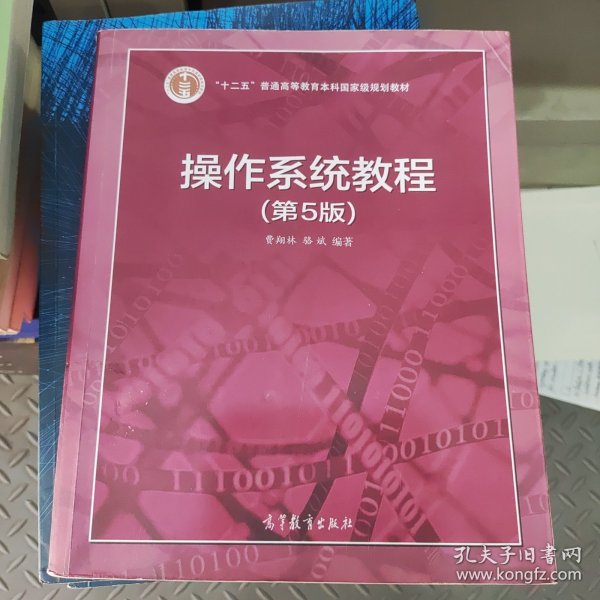 “十二五”普通高等教育本科国家级规划教材
操作系统教程
(第5版)
费翔林 骆斌 编著
高等教育出版社
孔夫子旧书网
www.kongfz.com